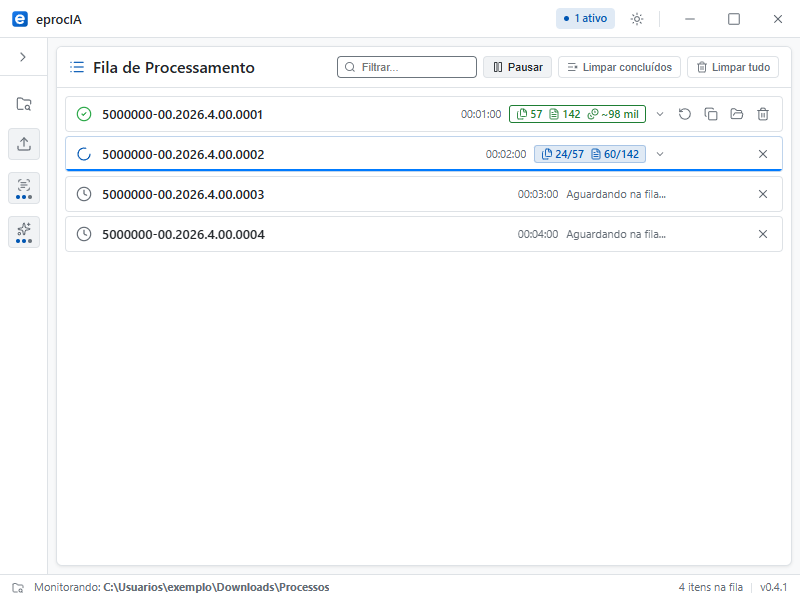 e eprocIA
1 ativo
Fila de Processamento
Filtrar...
Pausar
Limpar concluídos
Limpar tudo
5000000-00.2026.4.00.0001 00:01:00 57 142 ~98 mil
5000000-00.2026.4.00.0002 00:02:00 24/57 60/142
5000000-00.2026.4.00.0003 00:03:00 Aguardando na fila...
5000000-00.2026.4.00.0004 00:04:00 Aguardando na fila...
Monitorando: C:\Usuarios\exemplo\Downloads\Processos
4 itens na fila
v0.4.1